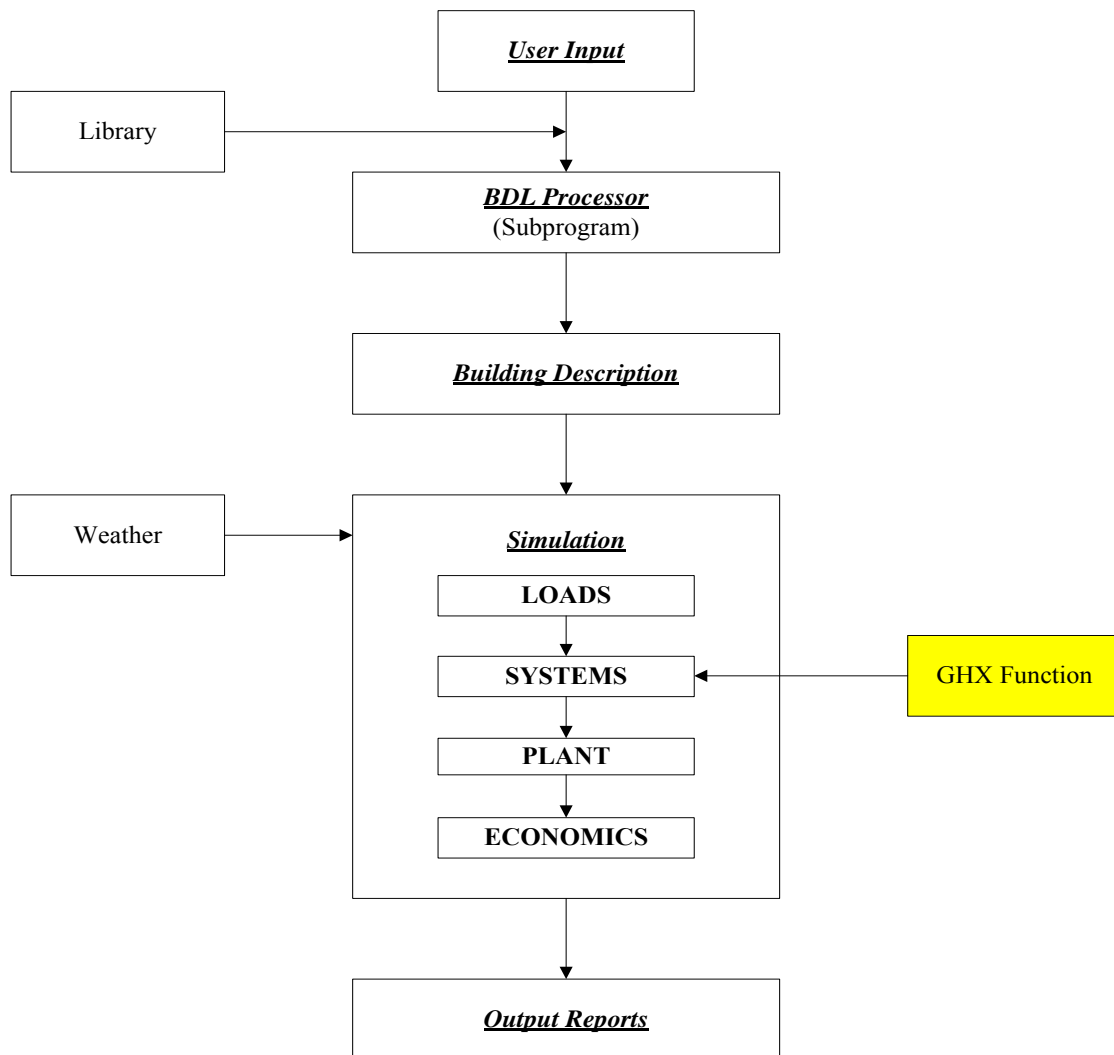 User Input
Library
BDL Processor
(Subprogram)
Building Description
Weather
Simulation
LOADS
SYSTEMS
GHX Function
PLANT
ECONOMICS
Output Reports